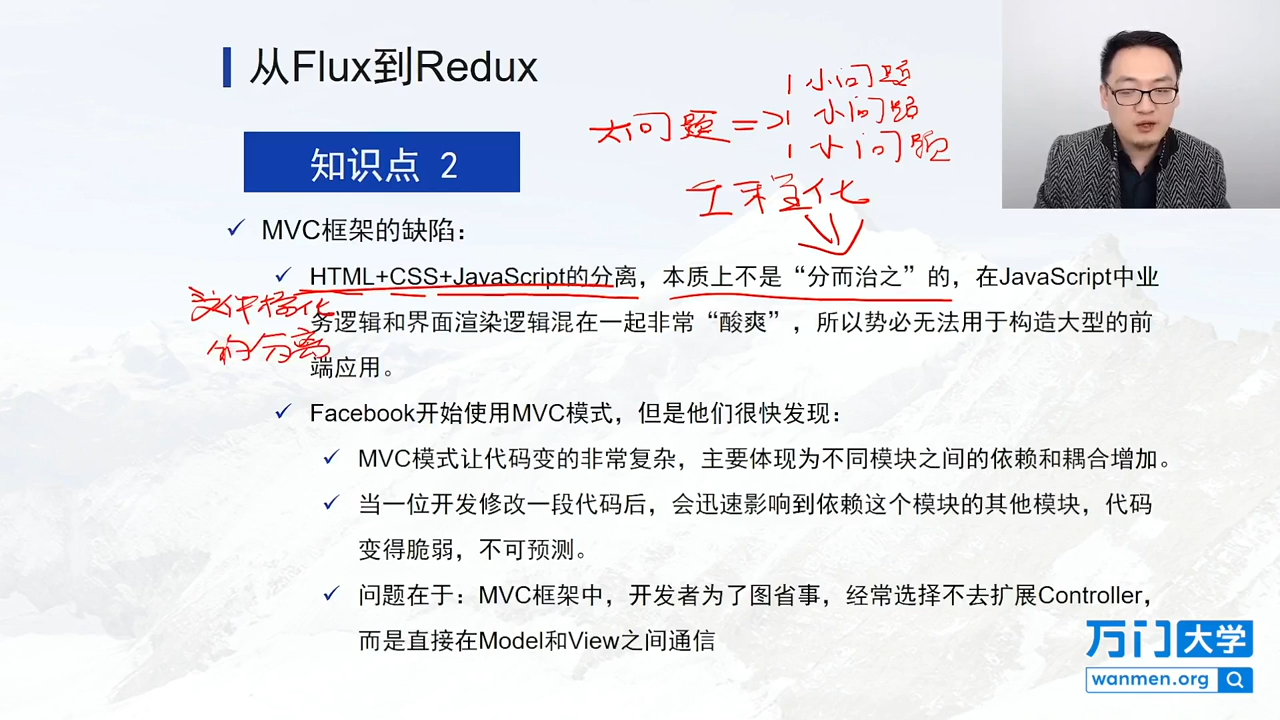 从Flux到Redux
1 小问题
大问题 => 1 小问题
1 小问题
知识点 2
工程化
MVC框架的缺陷：
HTML+CSS+JavaScript的分离，本质上不是“分而治之”的，在JavaScript中业
务逻辑和界面渲染逻辑混在一起非常“酸爽”，所以势必无法用于构造大型的前
端应用。
的分离
Facebook开始使用MVC模式，但是他们很快发现：
MVC模式让代码变的非常复杂，主要体现为不同模块之间的依赖和耦合增加。
当一位开发修改一段代码后，会迅速影响到依赖这个模块的其他模块，代码
变得脆弱，不可预测。
问题在于：MVC框架中，开发者为了图省事，经常选择不去扩展Controller，
而是直接在Model和View之间通信
万门大学
wanmen.org